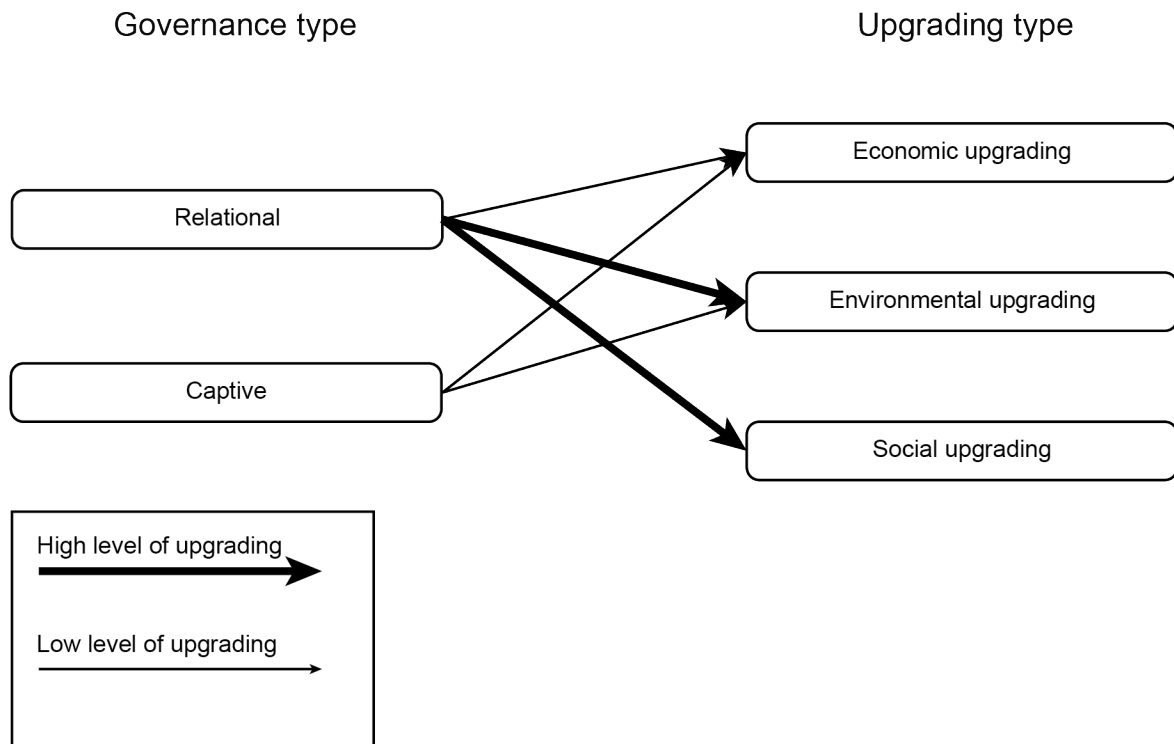 Governance type
Upgrading type
Economic upgrading
Relational
Environmental upgrading
Captive
Social upgrading
High level of upgrading
Low level of upgrading